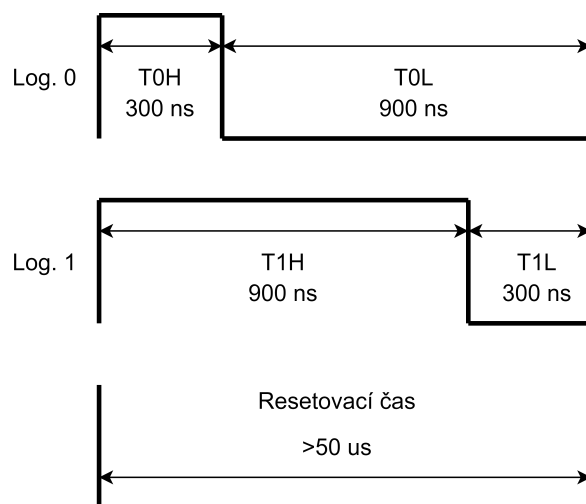 Log. 0
T0H
300 ns
T0L
900 ns
Log. 1
T1H
900 ns
T1L
300 ns
Resetovací čas
>50 us